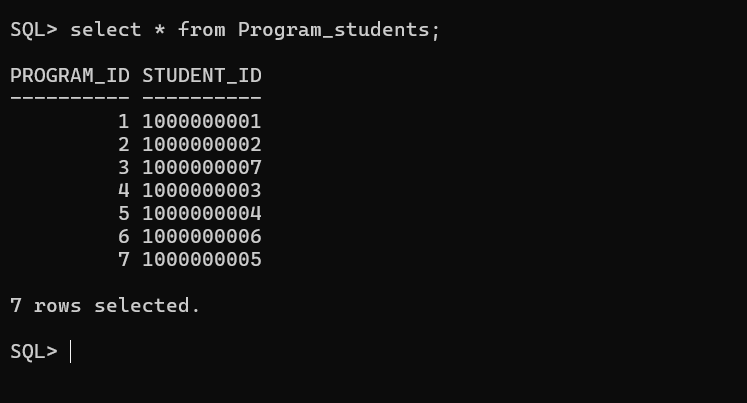 SQL> select * from Program_students;
PROGRAM_ID STUDENT_ID
---------- ----------
         1 1000000001
         2 1000000002
         3 1000000007
         4 1000000003
         5 1000000004
         6 1000000006
         7 1000000005
7 rows selected.
SQL>